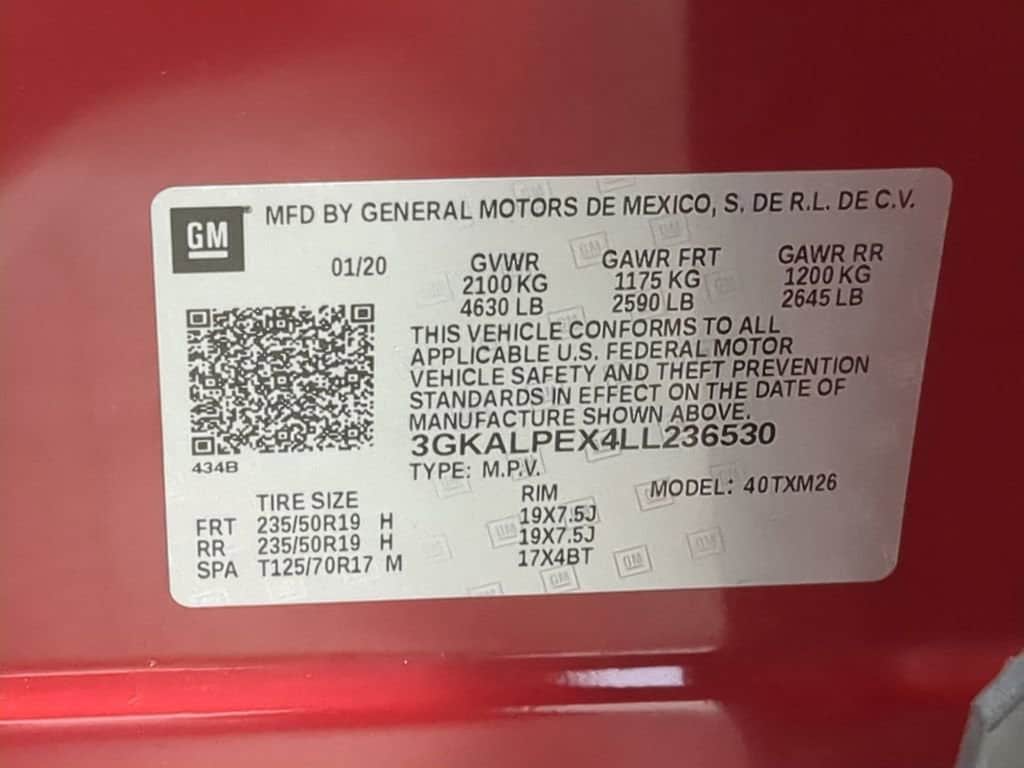 GM MFD BY GENERAL MOTORS DE MEXICO, S. DE R.L. DE C.V.
01/20 GVWR GAWR FRT GAWR RR
2100 KG 1175 KG 1200 KG
4630 LB 2590 LB 2645 LB
THIS VEHICLE CONFORMS TO ALL
APPLICABLE U.S. FEDERAL MOTOR
VEHICLE SAFETY AND THEFT PREVENTION
STANDARDS IN EFFECT ON THE DATE OF
MANUFACTURE SHOWN ABOVE.
3GKALPEX4LL236530
434B
TYPE: M.P.V. MODEL: 40TXM26
TIRE SIZE RIM
FRT 235/50R19 H 19X7.5J
RR 235/50R19 H 19X7.5J
SPA T125/70R17 M 17X4BT